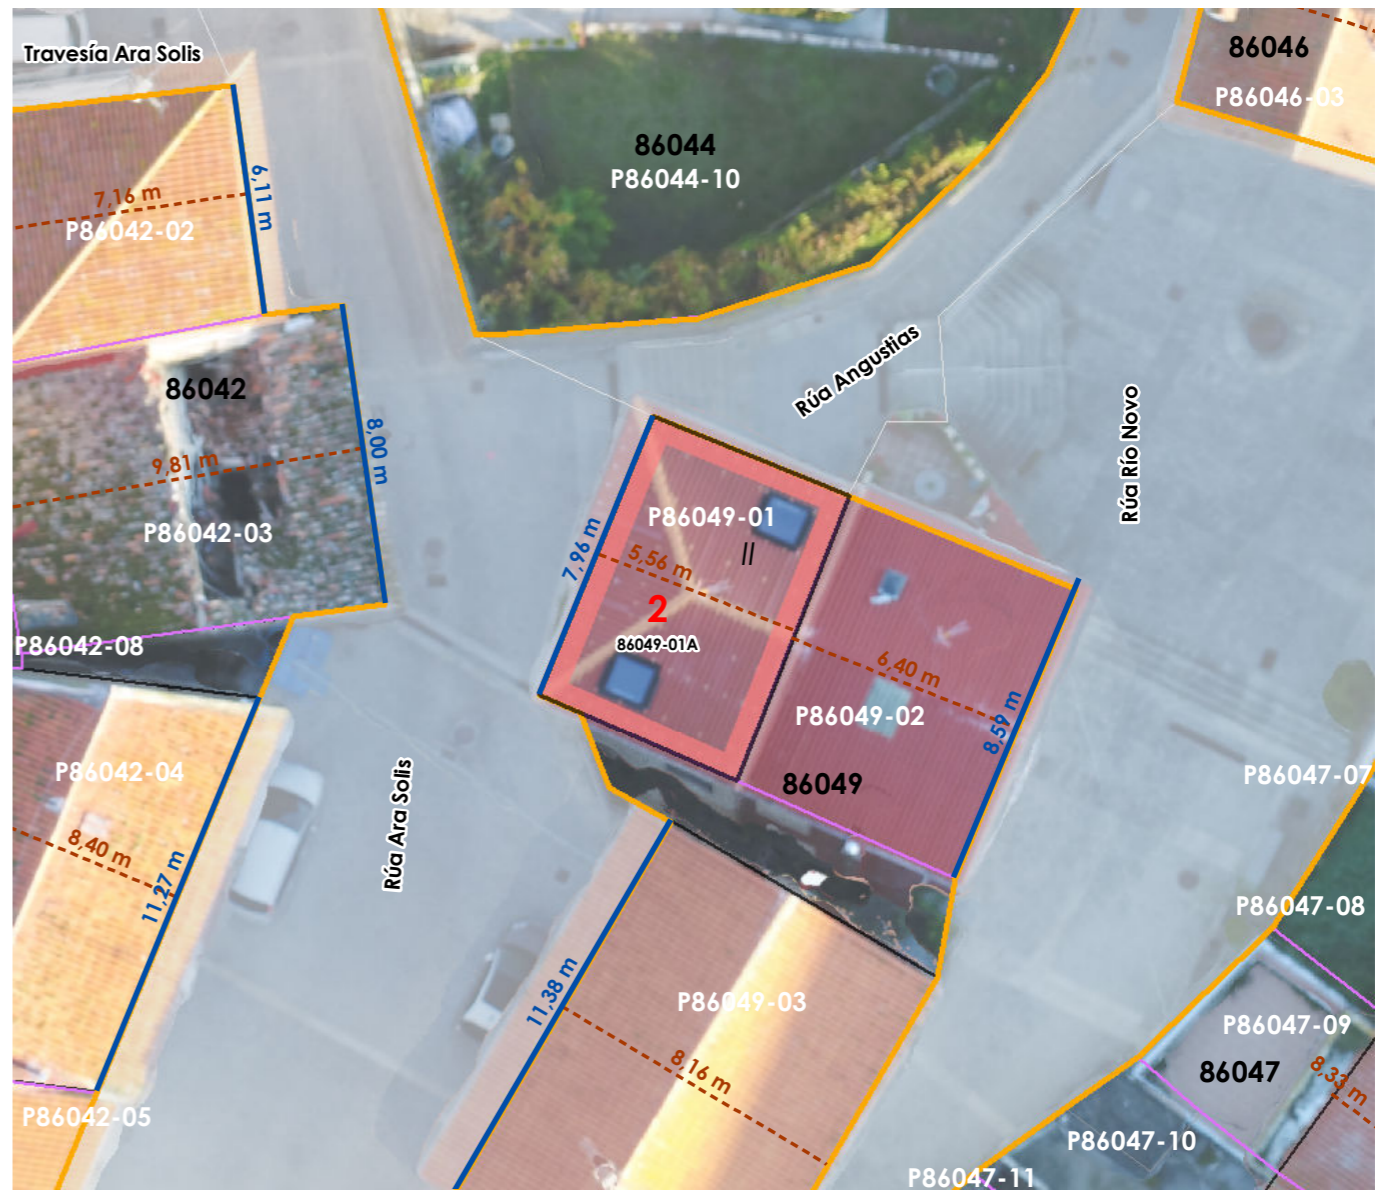 Travesía Ara Solis
86046
P86046-03
86044
P86044-10
7,16 m
6,11 m
P86042-02
86042
9,81 m
8,00 m
P86042-03
P86042-08
Rúa Angustias
Rúa Río Novo
P86049-01
II
7,96 m
5,56 m
2
86049-01A
6,40 m
P86049-02
8,59 m
86049
P86042-04
8,40 m
11,27 m
Rúa Ara Solis
P86047-07
P86047-08
P86049-03
11,38 m
8,16 m
P86047-09
86047
8,33 m
P86042-05
P86047-10
P86047-11